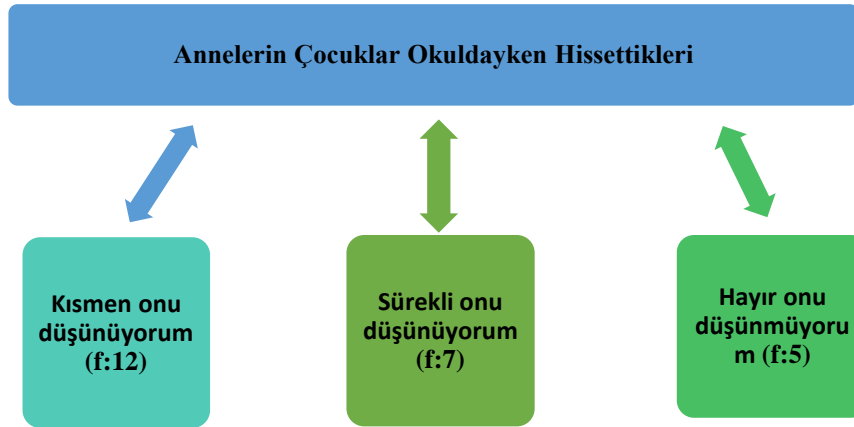 Annelerin Çocuklar Okuldayken Hissettikleri
Kısmen onu
düşünüyorum
(f:12)
Sürekli onu
düşünüyorum
(f:7)
Hayır onu
düşünmüyoru
m (f:5)